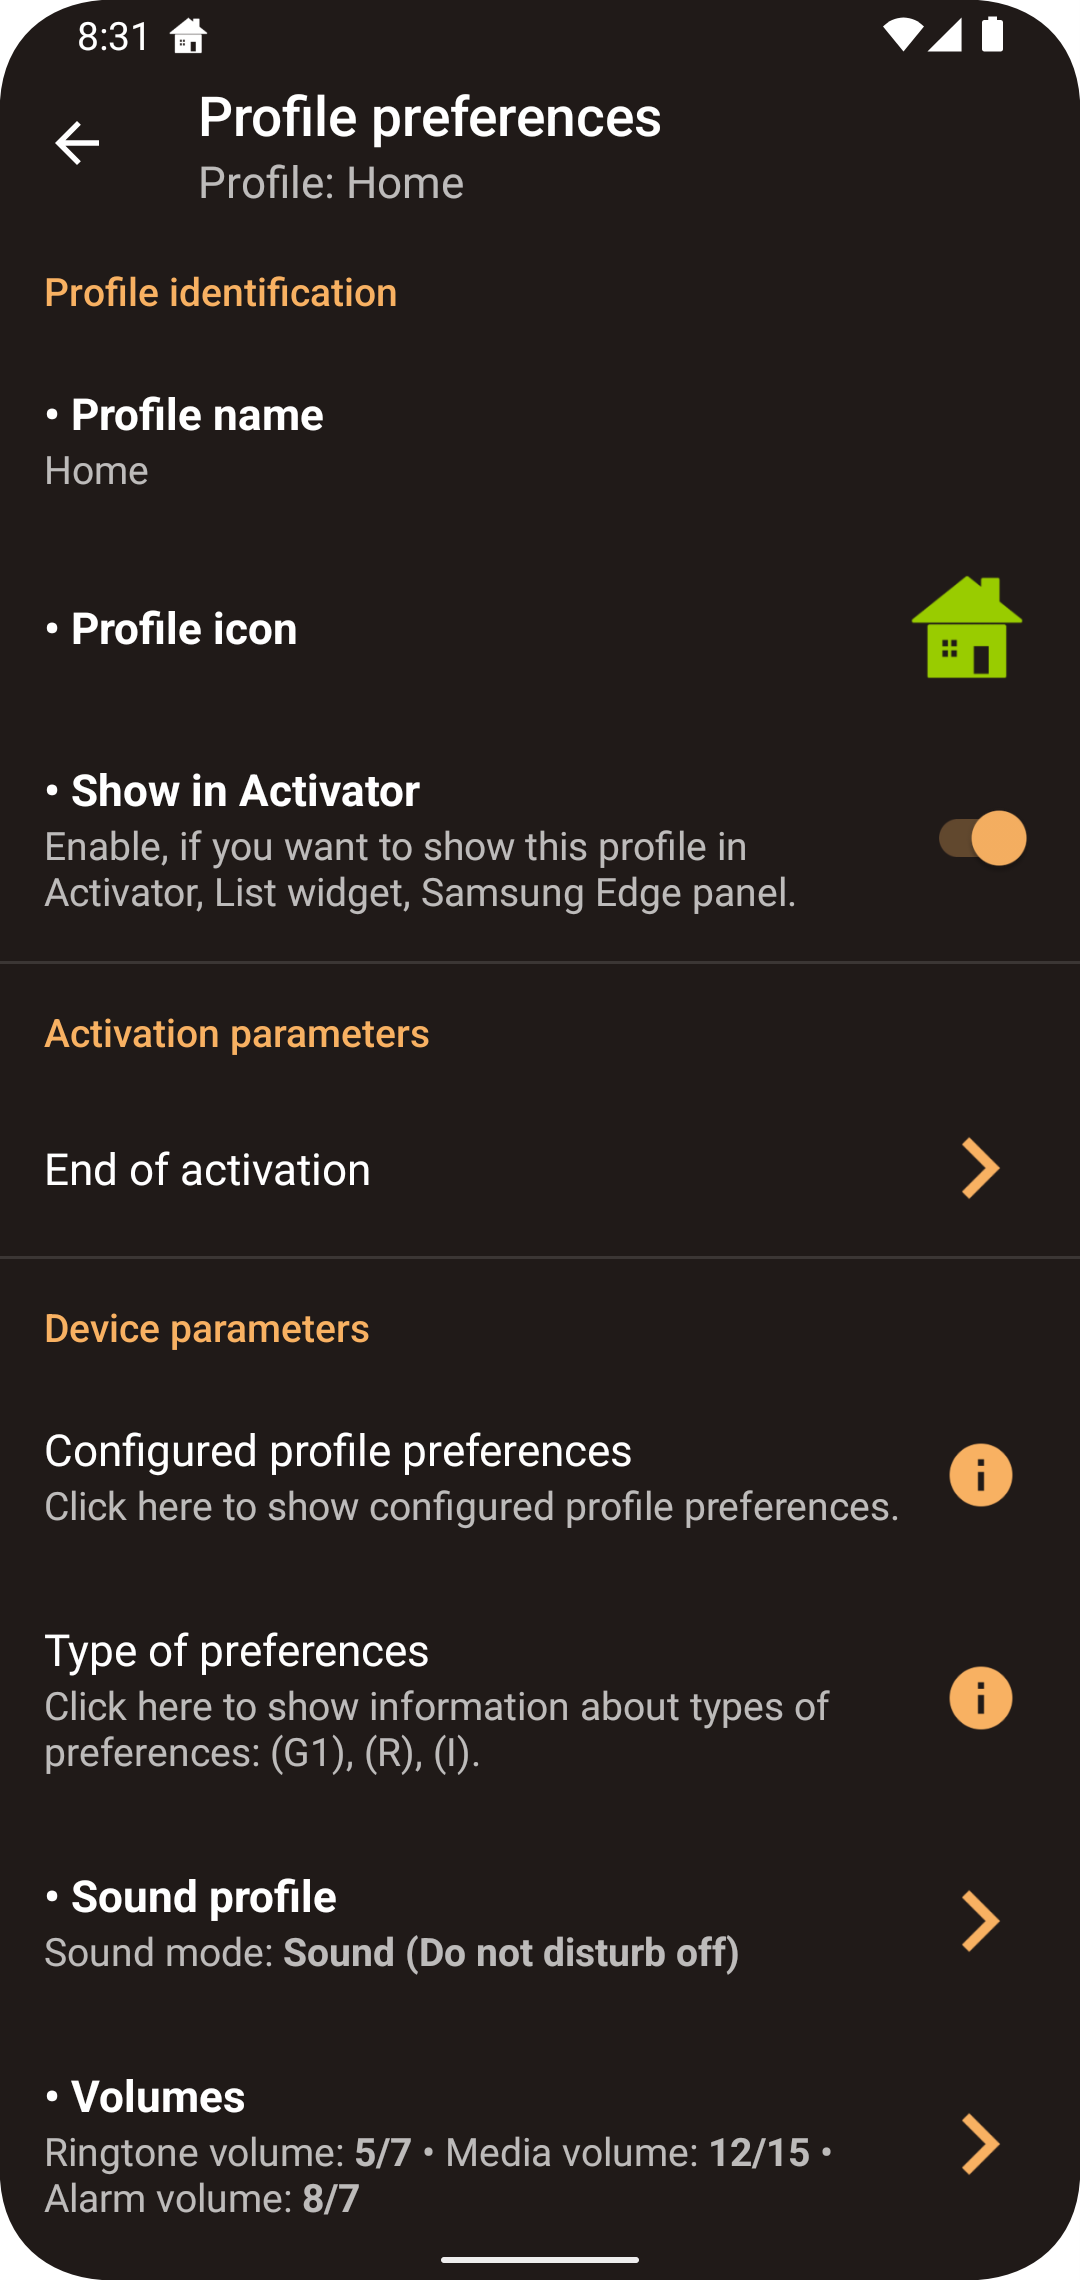 8:31
Profile preferences
Profile: Home
Profile identification
• Profile name
Home
• Profile icon
• Show in Activator
Enable, if you want to show this profile in
Activator, List widget, Samsung Edge panel.
Activation parameters
End of activation
Device parameters
Configured profile preferences
Click here to show configured profile preferences.
Type of preferences
Click here to show information about types of
preferences: (G1), (R), (I).
• Sound profile
Sound mode: Sound (Do not disturb off)
• Volumes
Ringtone volume: 5/7 • Media volume: 12/15 •
Alarm volume: 8/7